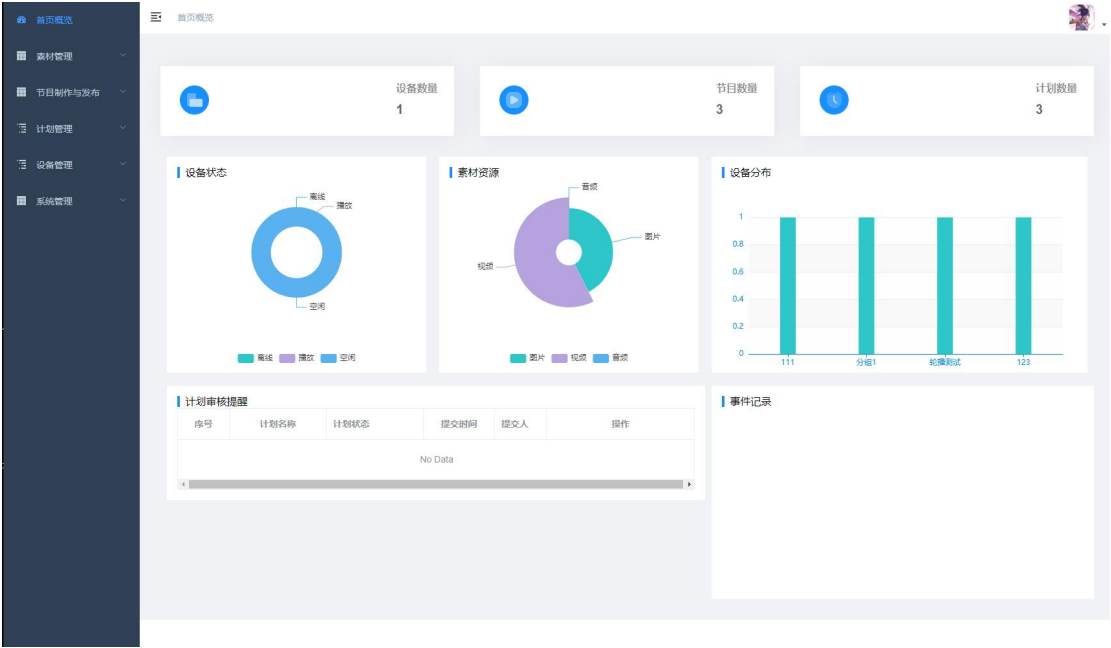 首页概览
素材管理
节目制作与发布
计划管理
设备管理
系统管理
首页概览
设备数量
1
节目数量
3
计划数量
3
设备状态
离线
播放
空闲
离线 播放 空闲
素材资源
音频
图片
视频
图片 视频 音频
设备分布
1
0.8
0.6
0.4
0.2
0
111 分组1 轮播测试 123
计划审核提醒
序号 计划名称 计划状态 提交时间 提交人 操作
No Data
事件记录